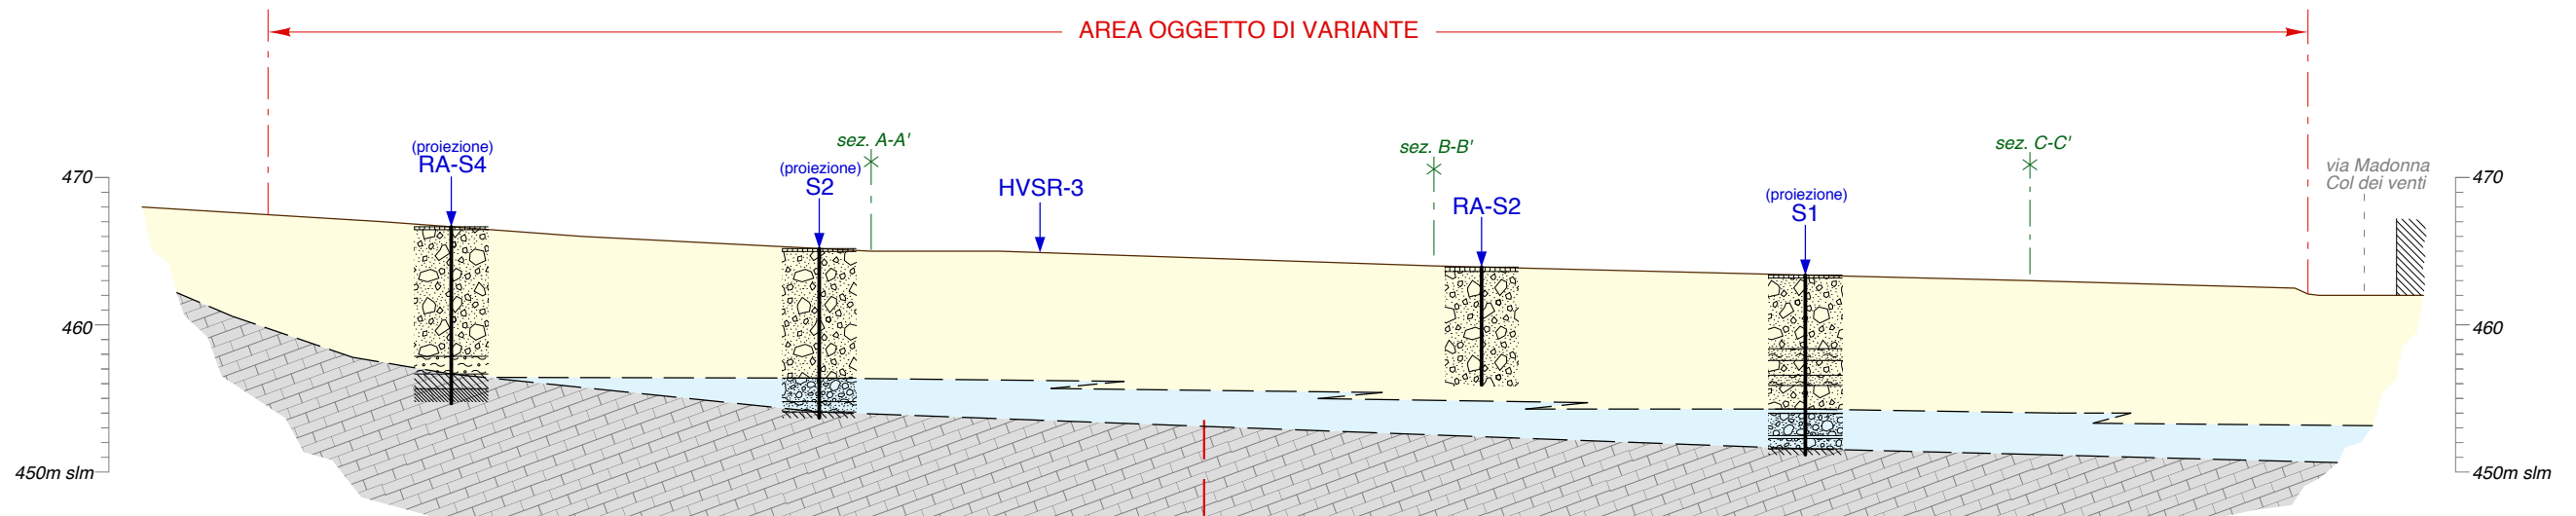 AREA OGGETTO DI VARIANTE
sez. A-A'
sez. B-B'
sez. C-C'
(proiezione)
RA-S4
(proiezione)
S2
HVSR-3
RA-S2
(proiezione)
S1
via Madonna
Col dei venti
470
460
450m slm
470
460
450m slm